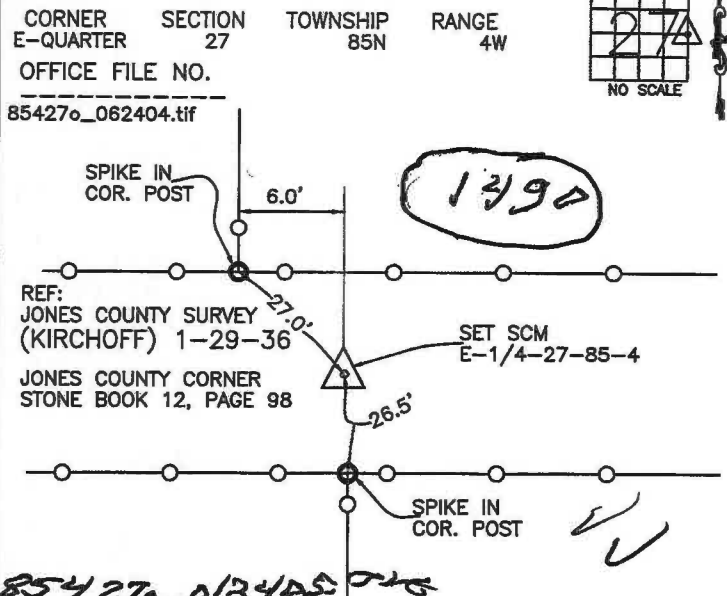 CORNER SECTION TOWNSHIP RANGE
E-QUARTER 27 85N 4W
27
NO SCALE
OFFICE FILE NO.
85427o_062404.tif
SPIKE IN
COR. POST
6.0'
1490
27.0'
REF:
JONES COUNTY SURVEY
(KIRCHOFF) 1-29-36
JONES COUNTY CORNER
STONE BOOK 12, PAGE 98
SET SCM
E-1/4-27-85-4
26.5'
SPIKE IN
COR. POST